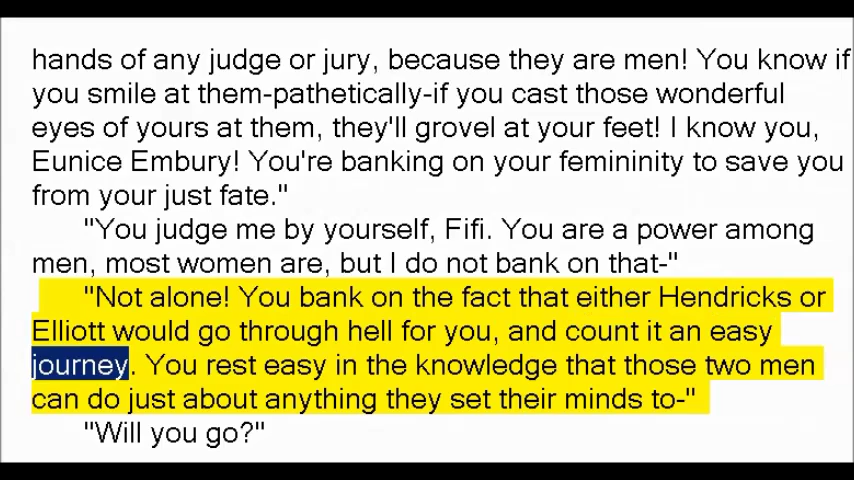 hands of any judge or jury, because they are men! You know if
you smile at them-pathetically-if you cast those wonderful
eyes of yours at them, they'll grovel at your feet! I know you,
Eunice Embury! You're banking on your femininity to save you
from your just fate."
"You judge me by yourself, Fifi. You are a power among
men, most women are, but I do not bank on that-"
"Not alone! You bank on the fact that either Hendricks or
Elliott would go through hell for you, and count it an easy
journey. You rest easy in the knowledge that those two men
can do just about anything they set their minds to-"
"Will you go?"